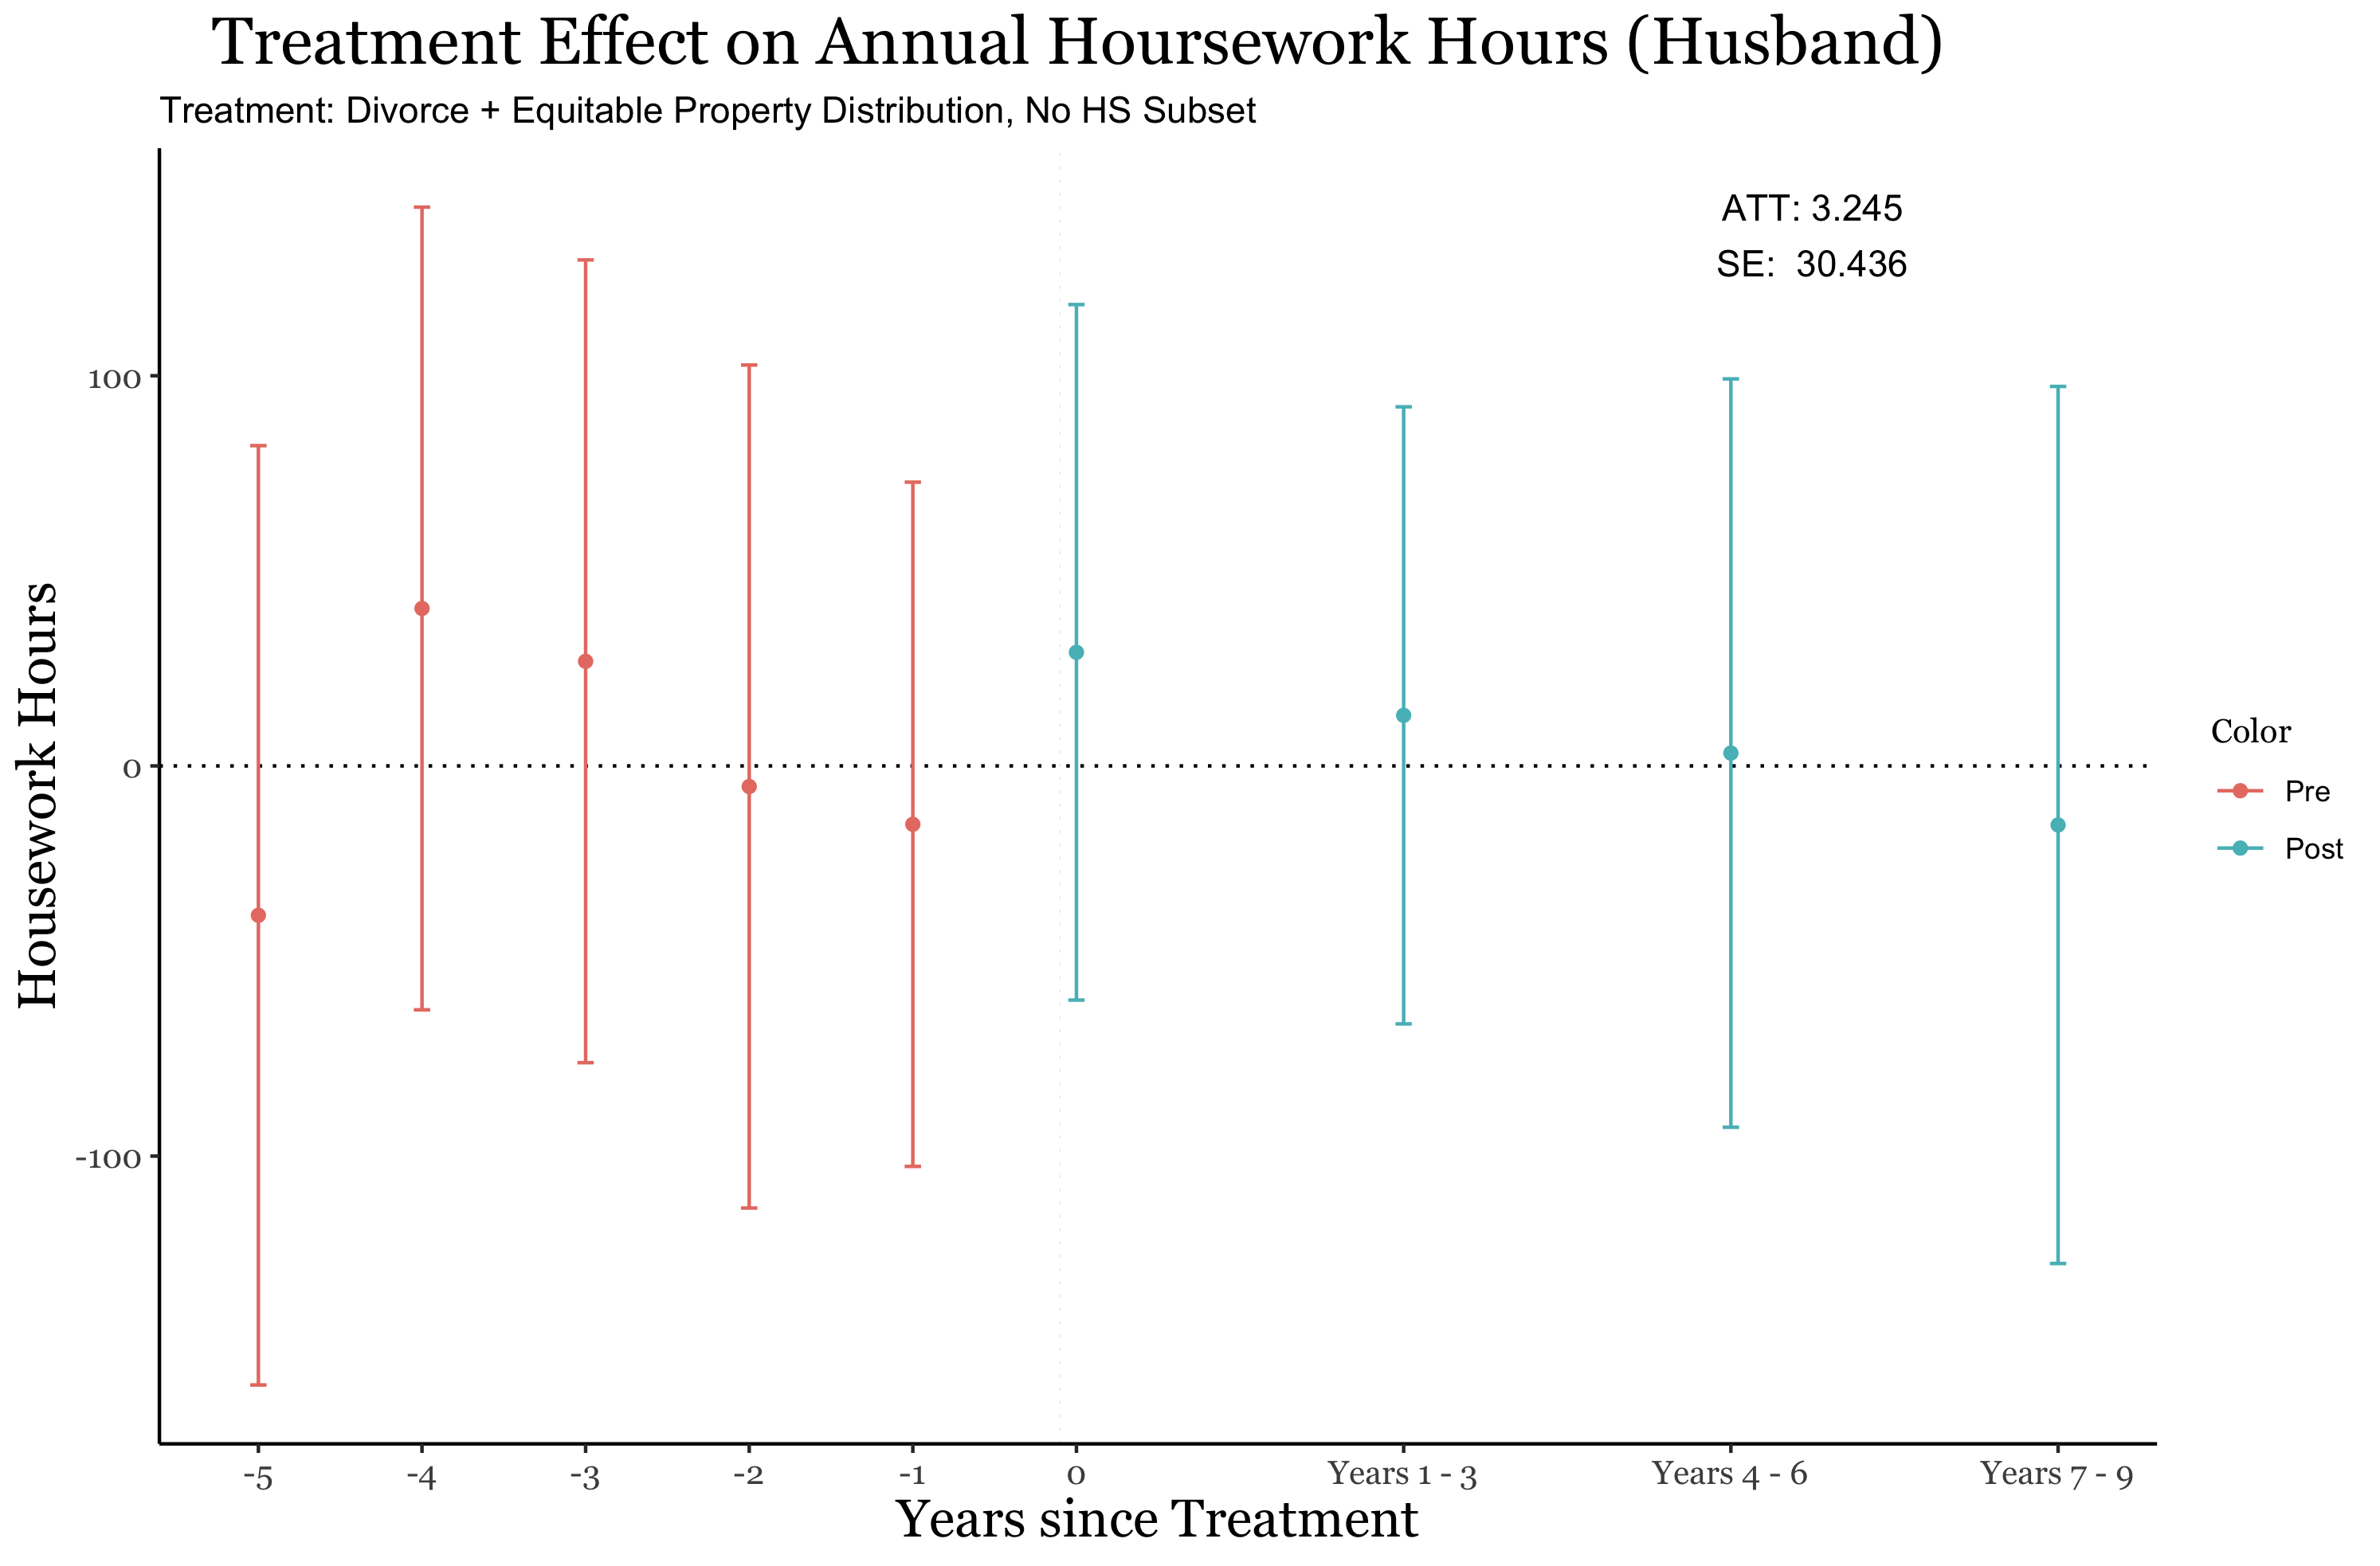 Treatment Effect on Annual Hoursework Hours (Husband)
Treatment: Divorce + Equitable Property Distribution, No HS Subset
ATT: 3.245
SE:  30.436
Housework Hours
100
0
-100
-5 -4 -3 -2 -1 0 Years 1 - 3 Years 4 - 6 Years 7 - 9
Years since Treatment
Color
Pre
Post